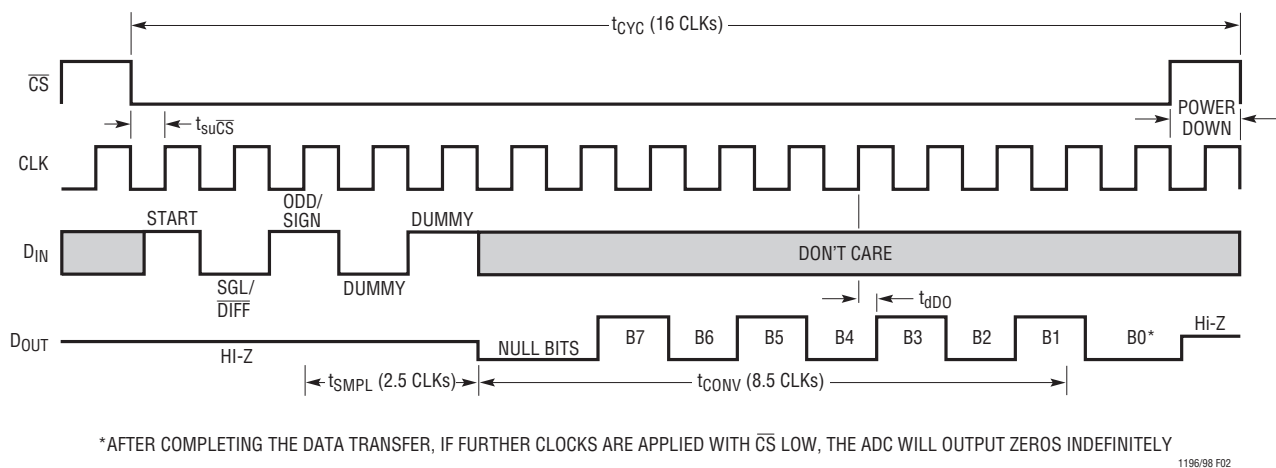 tCYC (16 CLKs)
CS
POWER
DOWN
tsuCS
CLK
START
ODD/
SIGN
DUMMY
DIN
DON'T CARE
SGL/
DIFF
DUMMY
tdDO
DOUT
HI-Z
NULL BITS
B7
B6
B5
B4
B3
B2
B1
B0*
Hi-Z
tSMPL (2.5 CLKs)
tCONV (8.5 CLKs)
*AFTER COMPLETING THE DATA TRANSFER, IF FURTHER CLOCKS ARE APPLIED WITH CS LOW, THE ADC WILL OUTPUT ZEROS INDEFINITELY
1196/98 F02